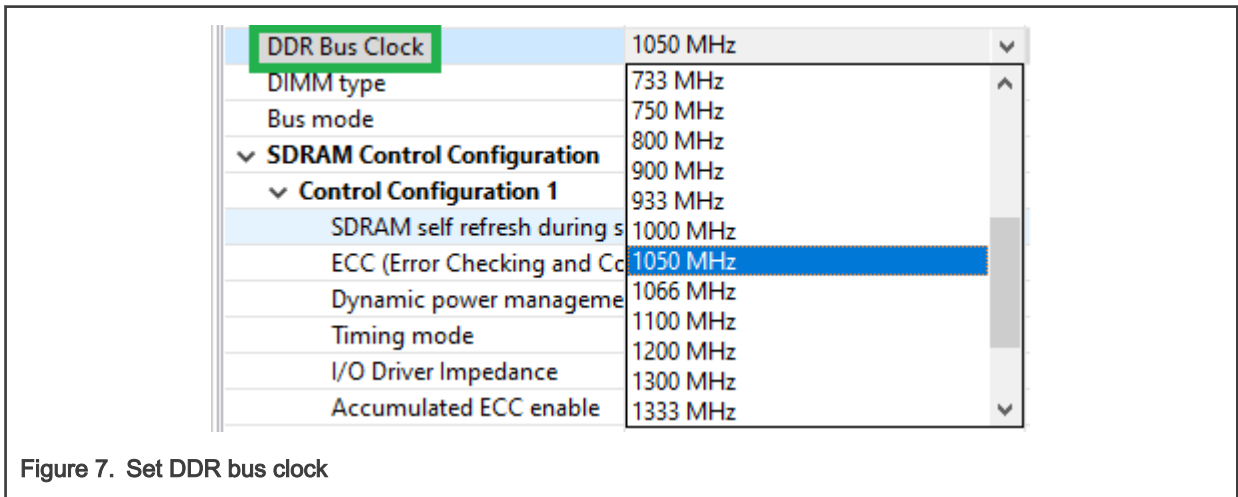 DDR Bus Clock 1050 MHz
DIMM type 733 MHz
Bus mode 750 MHz
800 MHz
SDRAM Control Configuration 900 MHz
Control Configuration 1 933 MHz
SDRAM self refresh during s 1000 MHz
ECC (Error Checking and Cc 1050 MHz
Dynamic power manageme 1066 MHz
Timing mode 1100 MHz
1200 MHz
I/O Driver Impedance 1300 MHz
Accumulated ECC enable 1333 MHz
Figure 7. Set DDR bus clock